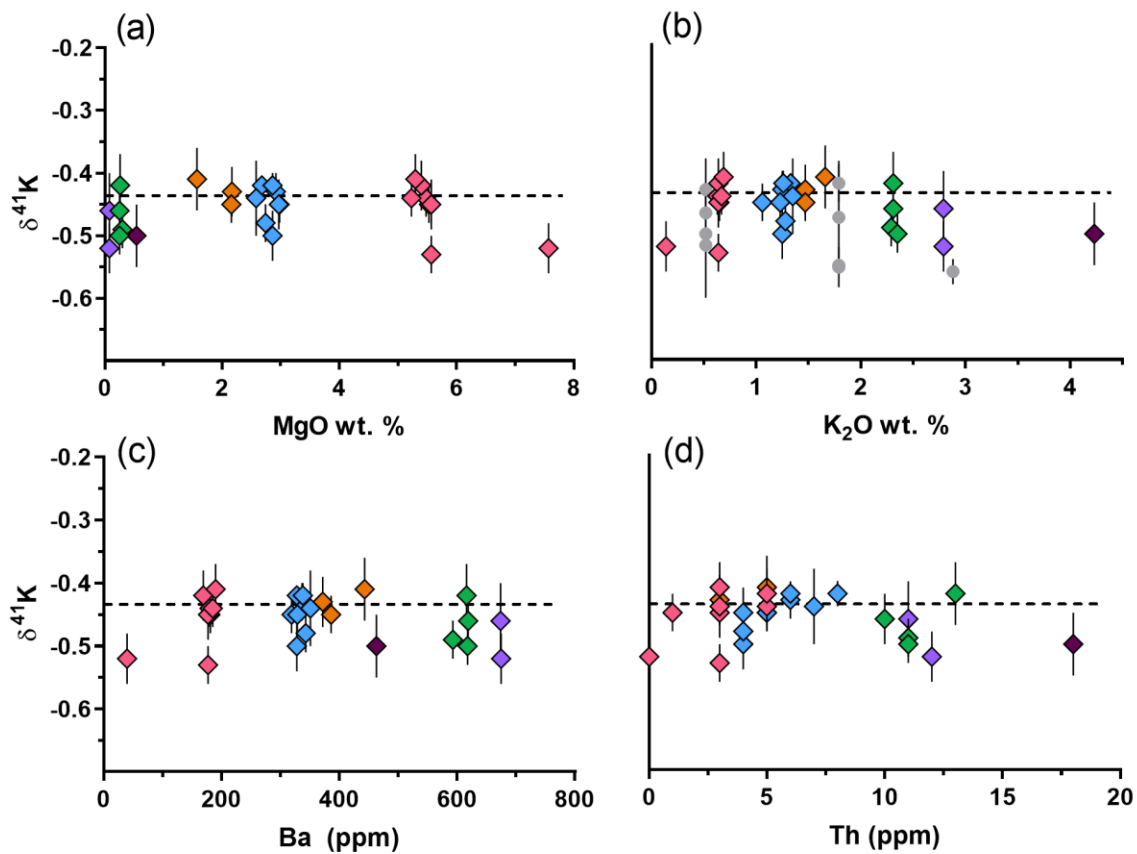 (a)
(b)
-0.2
-0.3
-0.4
-0.5
-0.6
δ⁴¹K
0 2 4 6 8
MgO wt. %
0 1 2 3 4
K₂O wt. %
(c)
(d)
-0.2
-0.3
-0.4
-0.5
-0.6
δ⁴¹K
0 200 400 600 800
Ba (ppm)
0 5 10 15 20
Th (ppm)